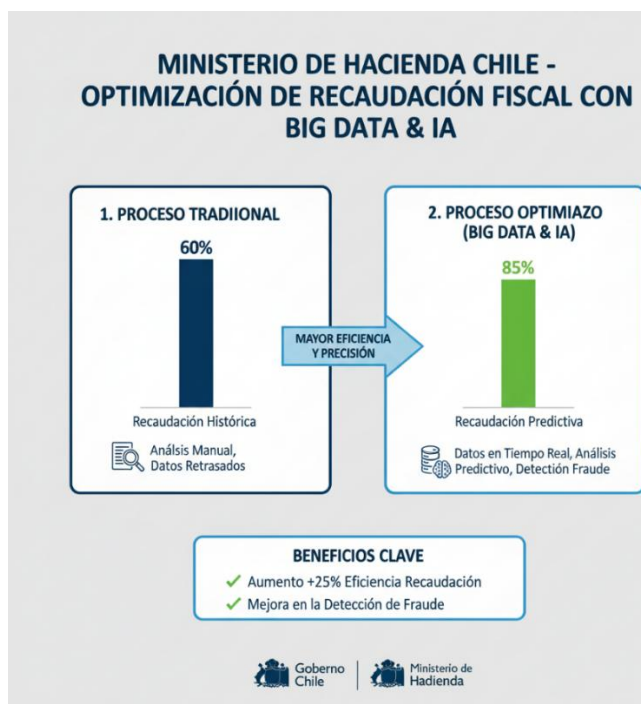 MINISTERIO DE HACIENDA CHILE -
OPTIMIZACIÓN DE RECAUDACIÓN FISCAL CON
BIG DATA & IA
1. PROCESO TRADIIONAL
60%
Recaudación Histórica
Análsis Manual,
Datos Retrasados
MAYOR EFICIENCIA
Y PRECISIÓN
2. PROCESO OPTIMIAZO
(BIG DATA & IA)
85%
Recaudación Predictiva
Datos en Tiempo Real, Análisis
Predictivo, Detección Fraude
BENEFICIOS CLAVE
Aumento +25% Eficiencia Recaudación
Mejora en la Detección de Fraude
Goberno
Chile
Ministerio de
Hadienda